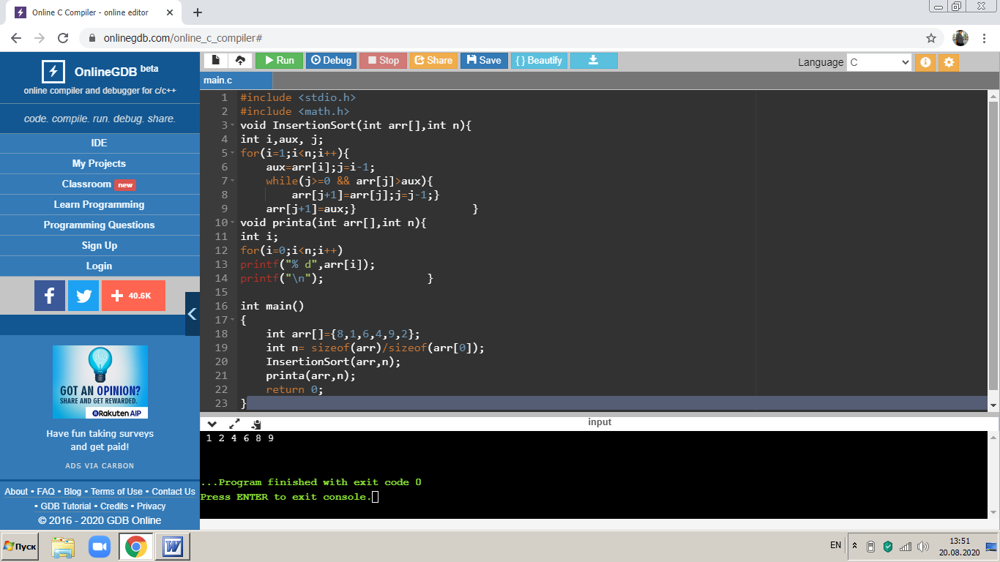 Online C Compiler - online editor
onlinegdb.com/online_c_compiler#
OnlineGDB beta
online compiler and debugger for c/c++
code. compile. run. debug. share.
IDE
My Projects
Classroom new
Learn Programming
Programming Questions
Sign Up
Login
40.6K
GOT AN OPINION?
SHARE AND GET REWARDED.
Rakuten AIP
Have fun taking surveys
and get paid!
ADS VIA CARBON
About • FAQ • Blog • Terms of Use • Contact Us
• GDB Tutorial • Credits • Privacy
© 2016 - 2020 GDB Online
Run Debug Stop Share Save { } Beautify Language C
main.c
1 #include <stdio.h>
2 #include <math.h>
3 void InsertionSort(int arr[],int n){
4 int i,aux, j;
5 for(i=1;i<n;i++){
6     aux=arr[i];j=i-1;
7     while(j>=0 && arr[j]>aux){
8         arr[j+1]=arr[j];j=j-1;}
9     arr[j+1]=aux;}                  }
10 void printa(int arr[],int n){
11 int i;
12 for(i=0;i<n;i++)
13 printf("% d",arr[i]);
14 printf("\n");                }
15
16 int main()
17 {
18     int arr[]={8,1,6,4,9,2};
19     int n= sizeof(arr)/sizeof(arr[0]);
20     InsertionSort(arr,n);
21     printa(arr,n);
22     return 0;
23 }
input
1 2 4 6 8 9
...Program finished with exit code 0
Press ENTER to exit console.
Пуск
EN
13:51
20.08.2020